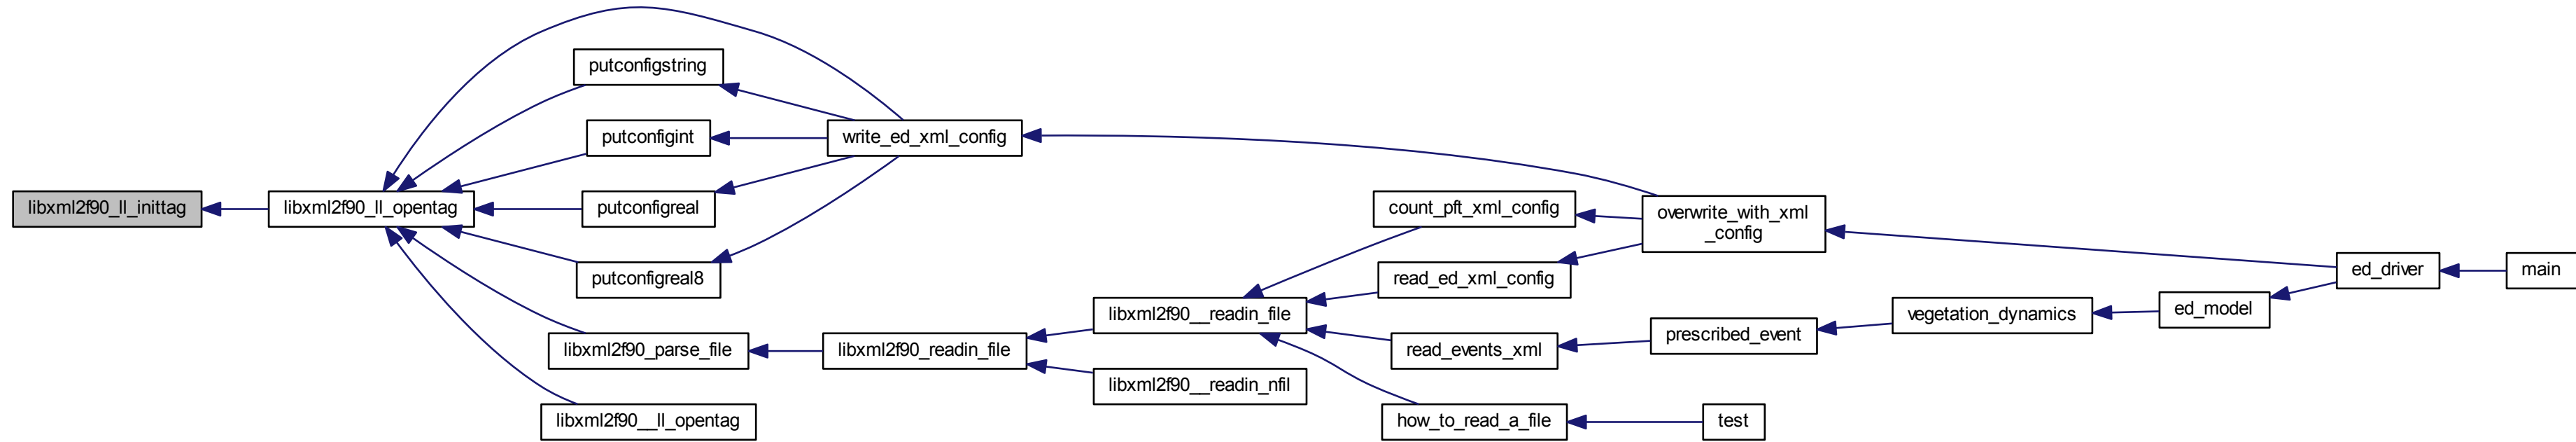 putconfigstring
putconfigint
write_ed_xml_config
libxml2f90_ll_inittag
libxml2f90_ll_opentag
putconfigreal
count_pft_xml_config
overwrite_with_xml
_config
putconfigreal8
read_ed_xml_config
ed_driver
main
libxml2f90__readin_file
vegetation_dynamics
ed_model
libxml2f90_parse_file
libxml2f90_readin_file
read_events_xml
prescribed_event
libxml2f90__readin_nfil
libxml2f90__ll_opentag
how_to_read_a_file
test